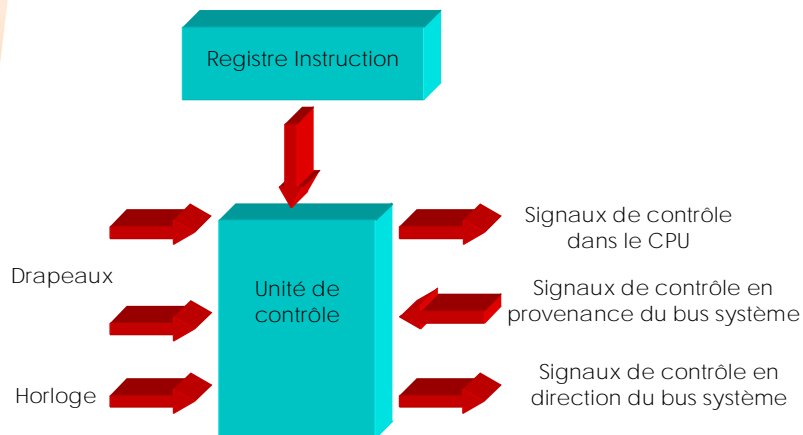 Registre Instruction
Signaux de contrôle
dans le CPU
Drapeaux
Unité de
contrôle
Signaux de contrôle en
provenance du bus système
Horloge
Signaux de contrôle en
direction du bus système